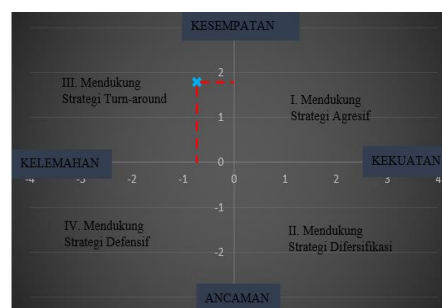 KESEMPATAN
III. Mendukung
Strategi Turn-around
I. Mendukung
Strategi Agresif
2
1
KELEMAHAN
0
KEKUATAN
-4
-2
-1
0
1
2
3
4
-1
IV. Mendukung
Strategi Defensif
II. Mendukung
Strategi Difersifikasi
-2
ANCAMAN